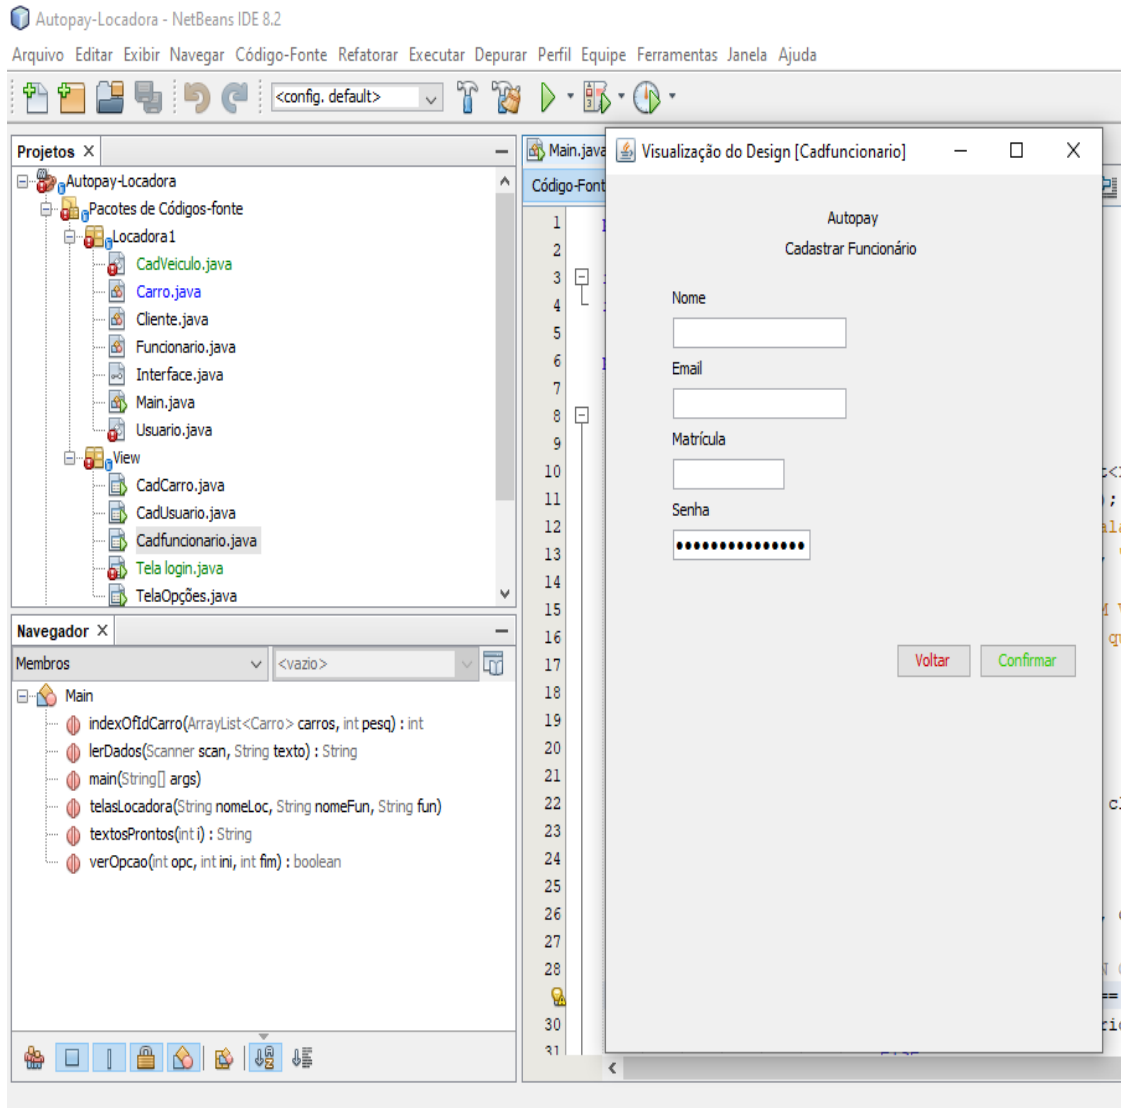 Autopay-Locadora - NetBeans IDE 8.2
Arquivo Editar Exibir Navegar Código-Fonte Refatorar Executar Depurar Perfil Equipe Ferramentas Janela Ajuda
<config. default>
Projetos
Autopay-Locadora
Pacotes de Códigos-fonte
Locadora1
CadVeiculo.java
Carro.java
Cliente.java
Funcionario.java
Interface.java
Main.java
Usuario.java
View
CadCarro.java
CadUsuario.java
Cadfuncionario.java
Tela login.java
TelaOpções.java
Navegador
Membros
<vazio>
Main
indexOfIdCarro(ArrayList<Carro> carros, int pesq) : int
lerDados(Scanner scan, String texto) : String
main(String[] args)
telasLocadora(String nomeLoc, String nomeFun, String fun)
textosProntos(int i) : String
verOpcao(int opc, int ini, int fim) : boolean
Main.java
Código-Font
1
2
3
4
5
6
7
8
9
10
11
12
13
14
15
16
17
18
19
20
21
22
23
24
25
26
27
28
30
31
Visualização do Design [Cadfuncionario]
Autopay
Cadastrar Funcionário
Nome
Email
Matrícula
Senha
•••••••••••••••
Voltar Confirmar